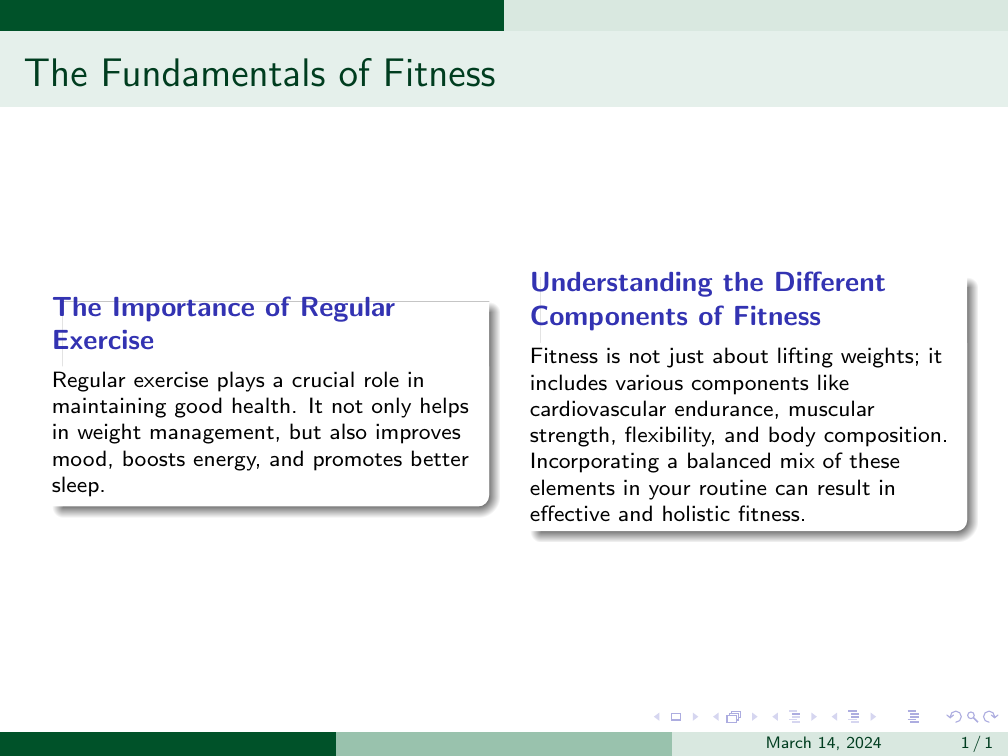 The Fundamentals of Fitness
The Importance of Regular
Exercise
Regular exercise plays a crucial role in
maintaining good health. It not only helps
in weight management, but also improves
mood, boosts energy, and promotes better
sleep.
Understanding the Different
Components of Fitness
Fitness is not just about lifting weights; it
includes various components like
cardiovascular endurance, muscular
strength, flexibility, and body composition.
Incorporating a balanced mix of these
elements in your routine can result in
effective and holistic fitness.
March 14, 2024
1 / 1